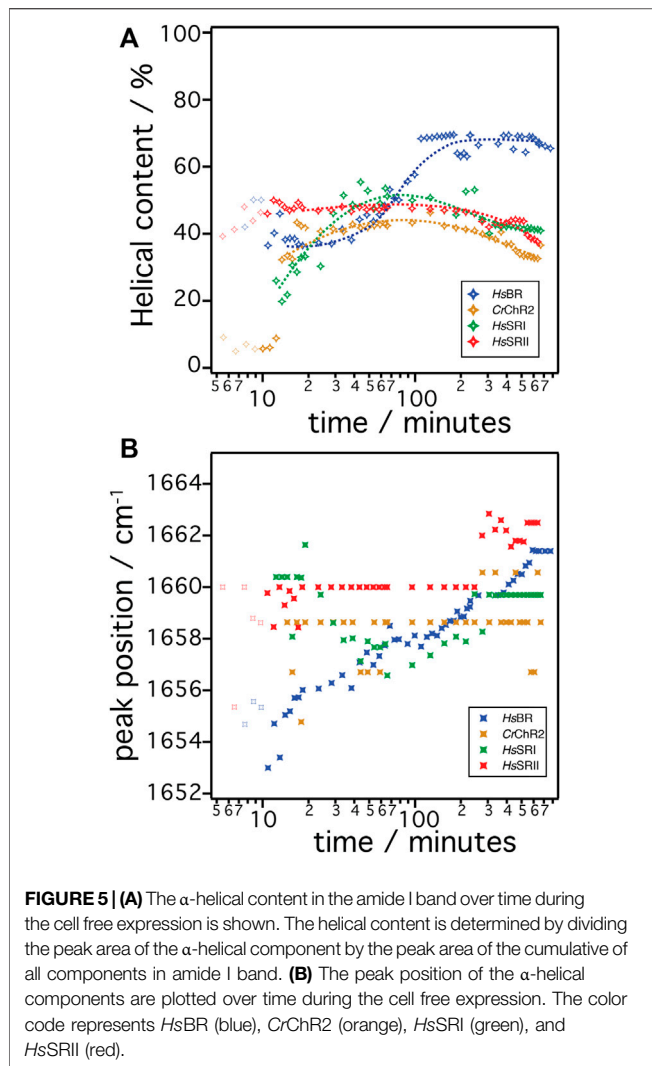 A
100
80
60
40
20
0
Helical content / %
HsBR
CrChR2
HsSRI
HsSRII
5 6 7 10 2 3 4 5 6 7 100 2 3 4 5 6 7
time / minutes
B
1664
1662
1660
1658
1656
1653
1652
peak position / cm-1
HsBR
CrChR2
HsSRI
HsSRII
5 6 7 10 2 3 4 5 6 7 100 2 3 4 5 6 7
time / minutes
FIGURE 5 | (A) The α-helical content in the amide I band over time during
the cell free expression is shown. The helical content is determined by dividing
the peak area of the α-helical component by the peak area of the cumulative of
all components in amide I band. (B) The peak position of the α-helical
components are plotted over time during the cell free expression. The color
code represents HsBR (blue), CrChR2 (orange), HsSRI (green), and
HsSRII (red).